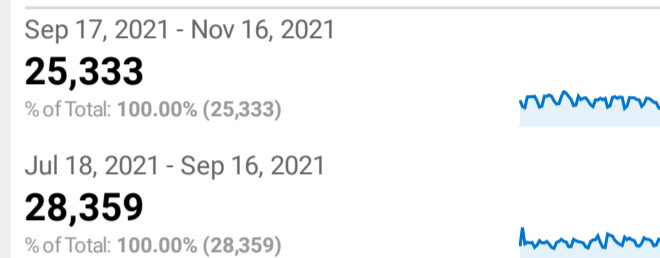 Sep 17, 2021 - Nov 16, 2021
25,333
% of Total: 100.00% (25,333)
Jul 18, 2021 - Sep 16, 2021
28,359
% of Total: 100.00% (28,359)